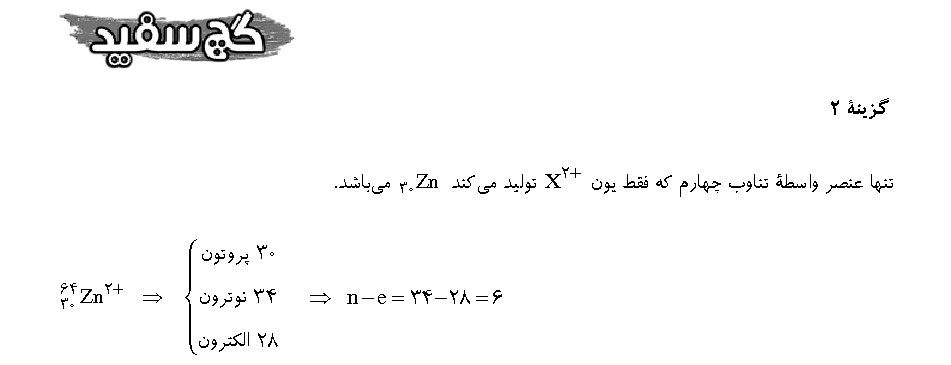 گچ سفید
گزینهٔ ۲
تنها عنصر واسطهٔ تناوب چهارم که فقط یون X²⁺ تولید می‌کند ₃₀Zn می‌باشد.
⁶⁴₃₀Zn²⁺ ⇒ { ۳۰ پروتون
۳۴ نوترون ⇒ n−e = ۳۴−۲۸ = ۶
۲۸ الکترون